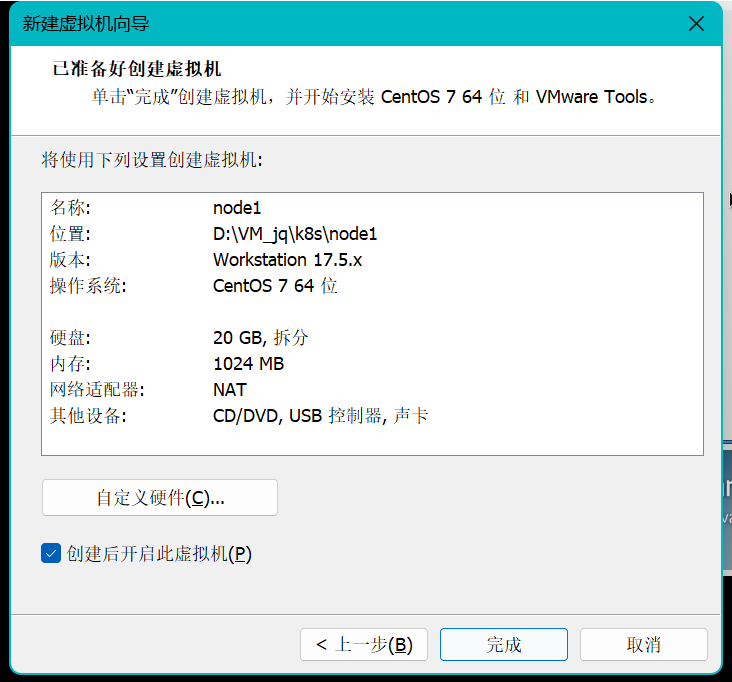 新建虚拟机向导
已准备好创建虚拟机
单击“完成”创建虚拟机，并开始安装 CentOS 7 64 位 和 VMware Tools。
将使用下列设置创建虚拟机:
名称: node1
位置: D:\VM_jq\k8s\node1
版本: Workstation 17.5.x
操作系统: CentOS 7 64 位
硬盘: 20 GB, 拆分
内存: 1024 MB
网络适配器: NAT
其他设备: CD/DVD, USB 控制器, 声卡
自定义硬件(C)...
创建后开启此虚拟机(P)
< 上一步(B) 完成 取消